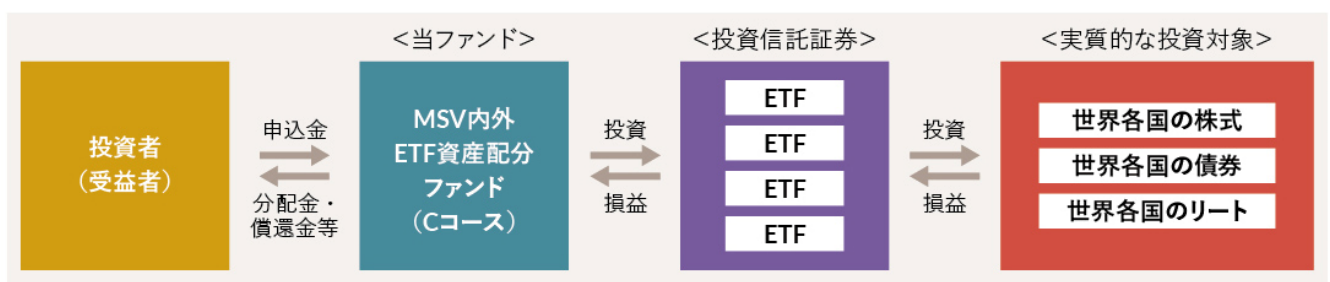 <当ファンド>
<投資信託証券>
<実質的な投資対象>
投資者
（受益者）
申込金
分配金・
償還金等
MSV内外
ETF資産配分
ファンド
（Cコース）
投資
損益
ETF
ETF
ETF
ETF
投資
損益
世界各国の株式
世界各国の債券
世界各国のリート